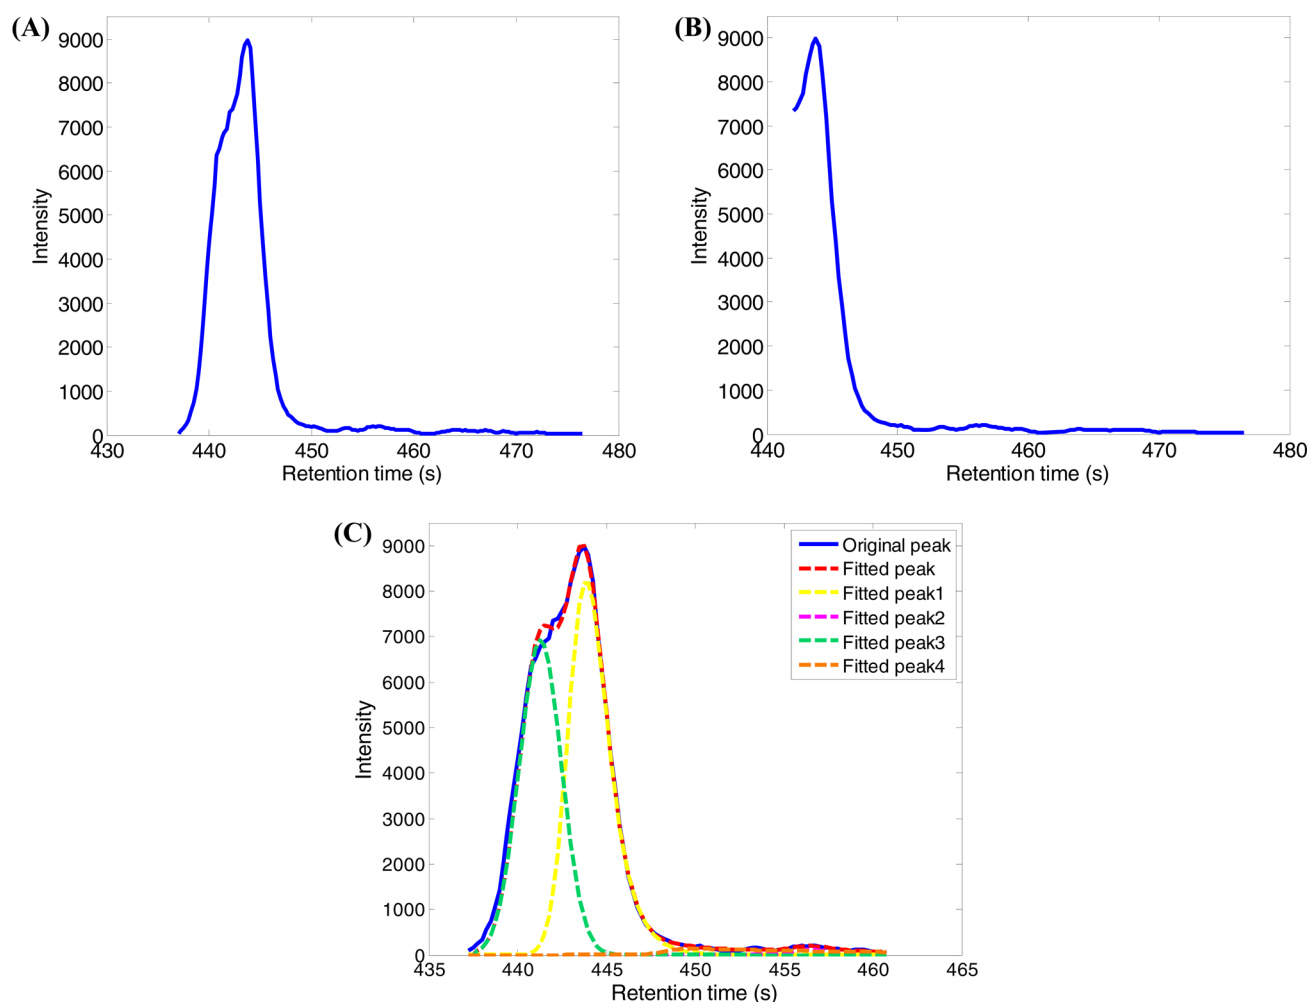 (A)
9000
8000
7000
6000
5000
4000
3000
2000
1000
0
Intensity
430 440 450 460 470 480
Retention time (s)
(B)
9000
8000
7000
6000
5000
4000
3000
2000
1000
0
Intensity
440 450 460 470 480
Retention time (s)
(C)
9000
8000
7000
6000
5000
4000
3000
2000
1000
0
Intensity
435 440 445 450 455 460 465
Retention time (s)
Original peak
Fitted peak
Fitted peak1
Fitted peak2
Fitted peak3
Fitted peak4